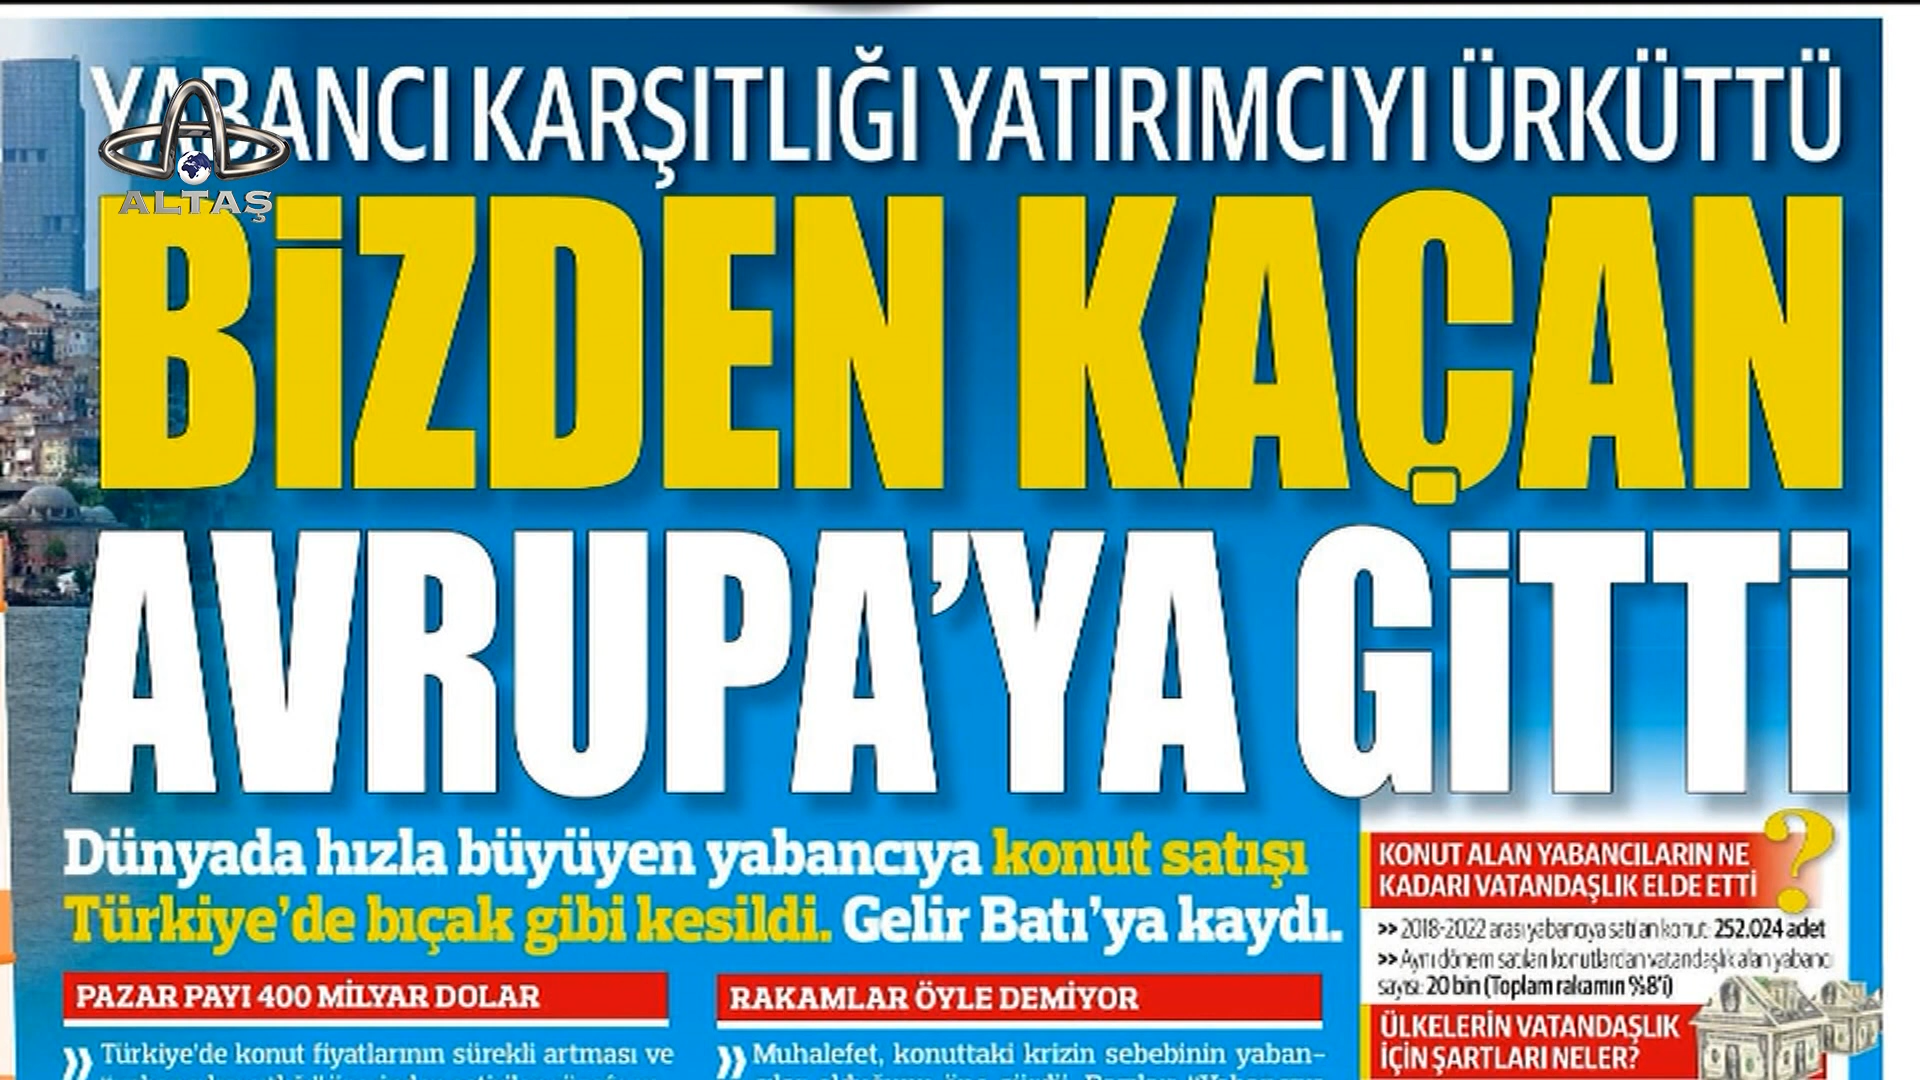 YABANCI KARŞITLIĞI YATIRIMCIYI ÜRKÜTTÜ
ALTAŞ
BİZDEN KAÇAN
AVRUPA'YA GİTTİ
Dünyada hızla büyüyen yabancıya konut satışı
Türkiye'de bıçak gibi kesildi. Gelir Batı'ya kaydı.
PAZAR PAYI 400 MİLYAR DOLAR
Türkiye'de konut fiyatlarının sürekli artması ve
RAKAMLAR ÖYLE DEMİYOR
Muhalefet, konuttaki krizin sebebinin yaban-
KONUT ALAN YABANCILARIN NE
KADARI VATANDAŞLIK ELDE ETTİ ?
>> 2018-2022 arası yabancıya satılan konut: 252.024 adet
>> Aynı dönem satılan konutlardan vatandaşlık alan yabancı
sayısı: 20 bin (Toplam rakamın %8'i)
ÜLKELERİN VATANDAŞLIK
İÇİN ŞARTLARI NELER?